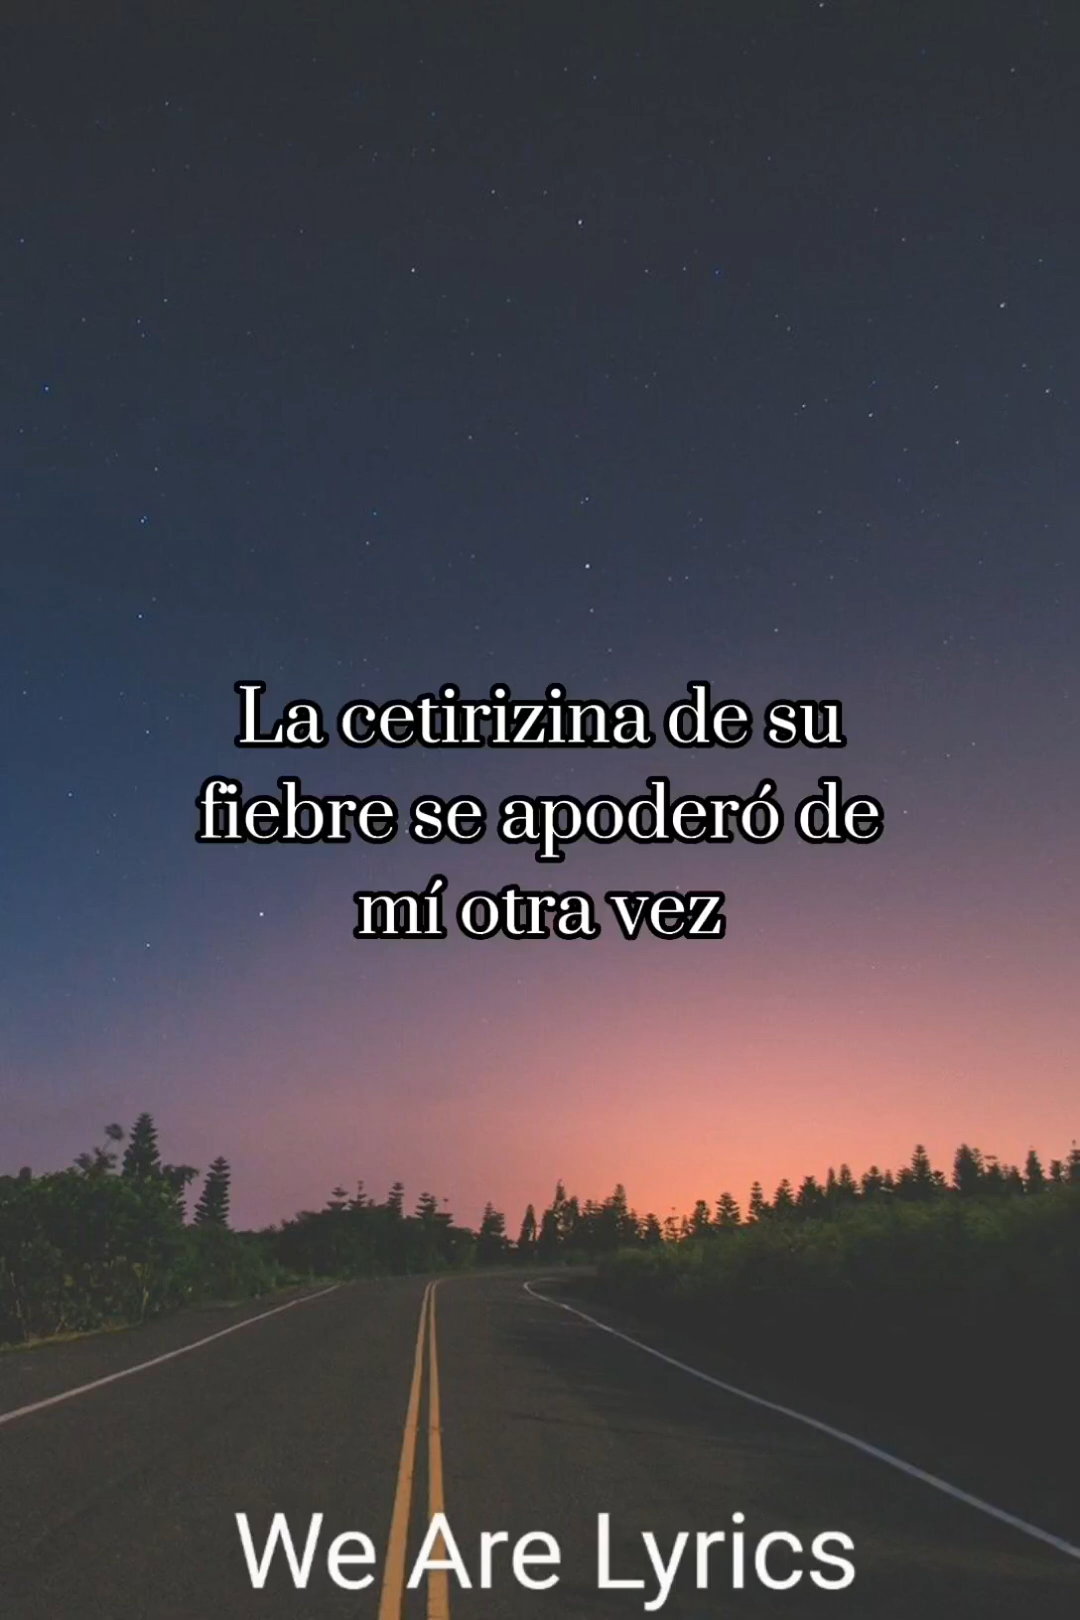 La cetirizina de su
fiebre se apoderó de
mí otra vez
We Are Lyrics